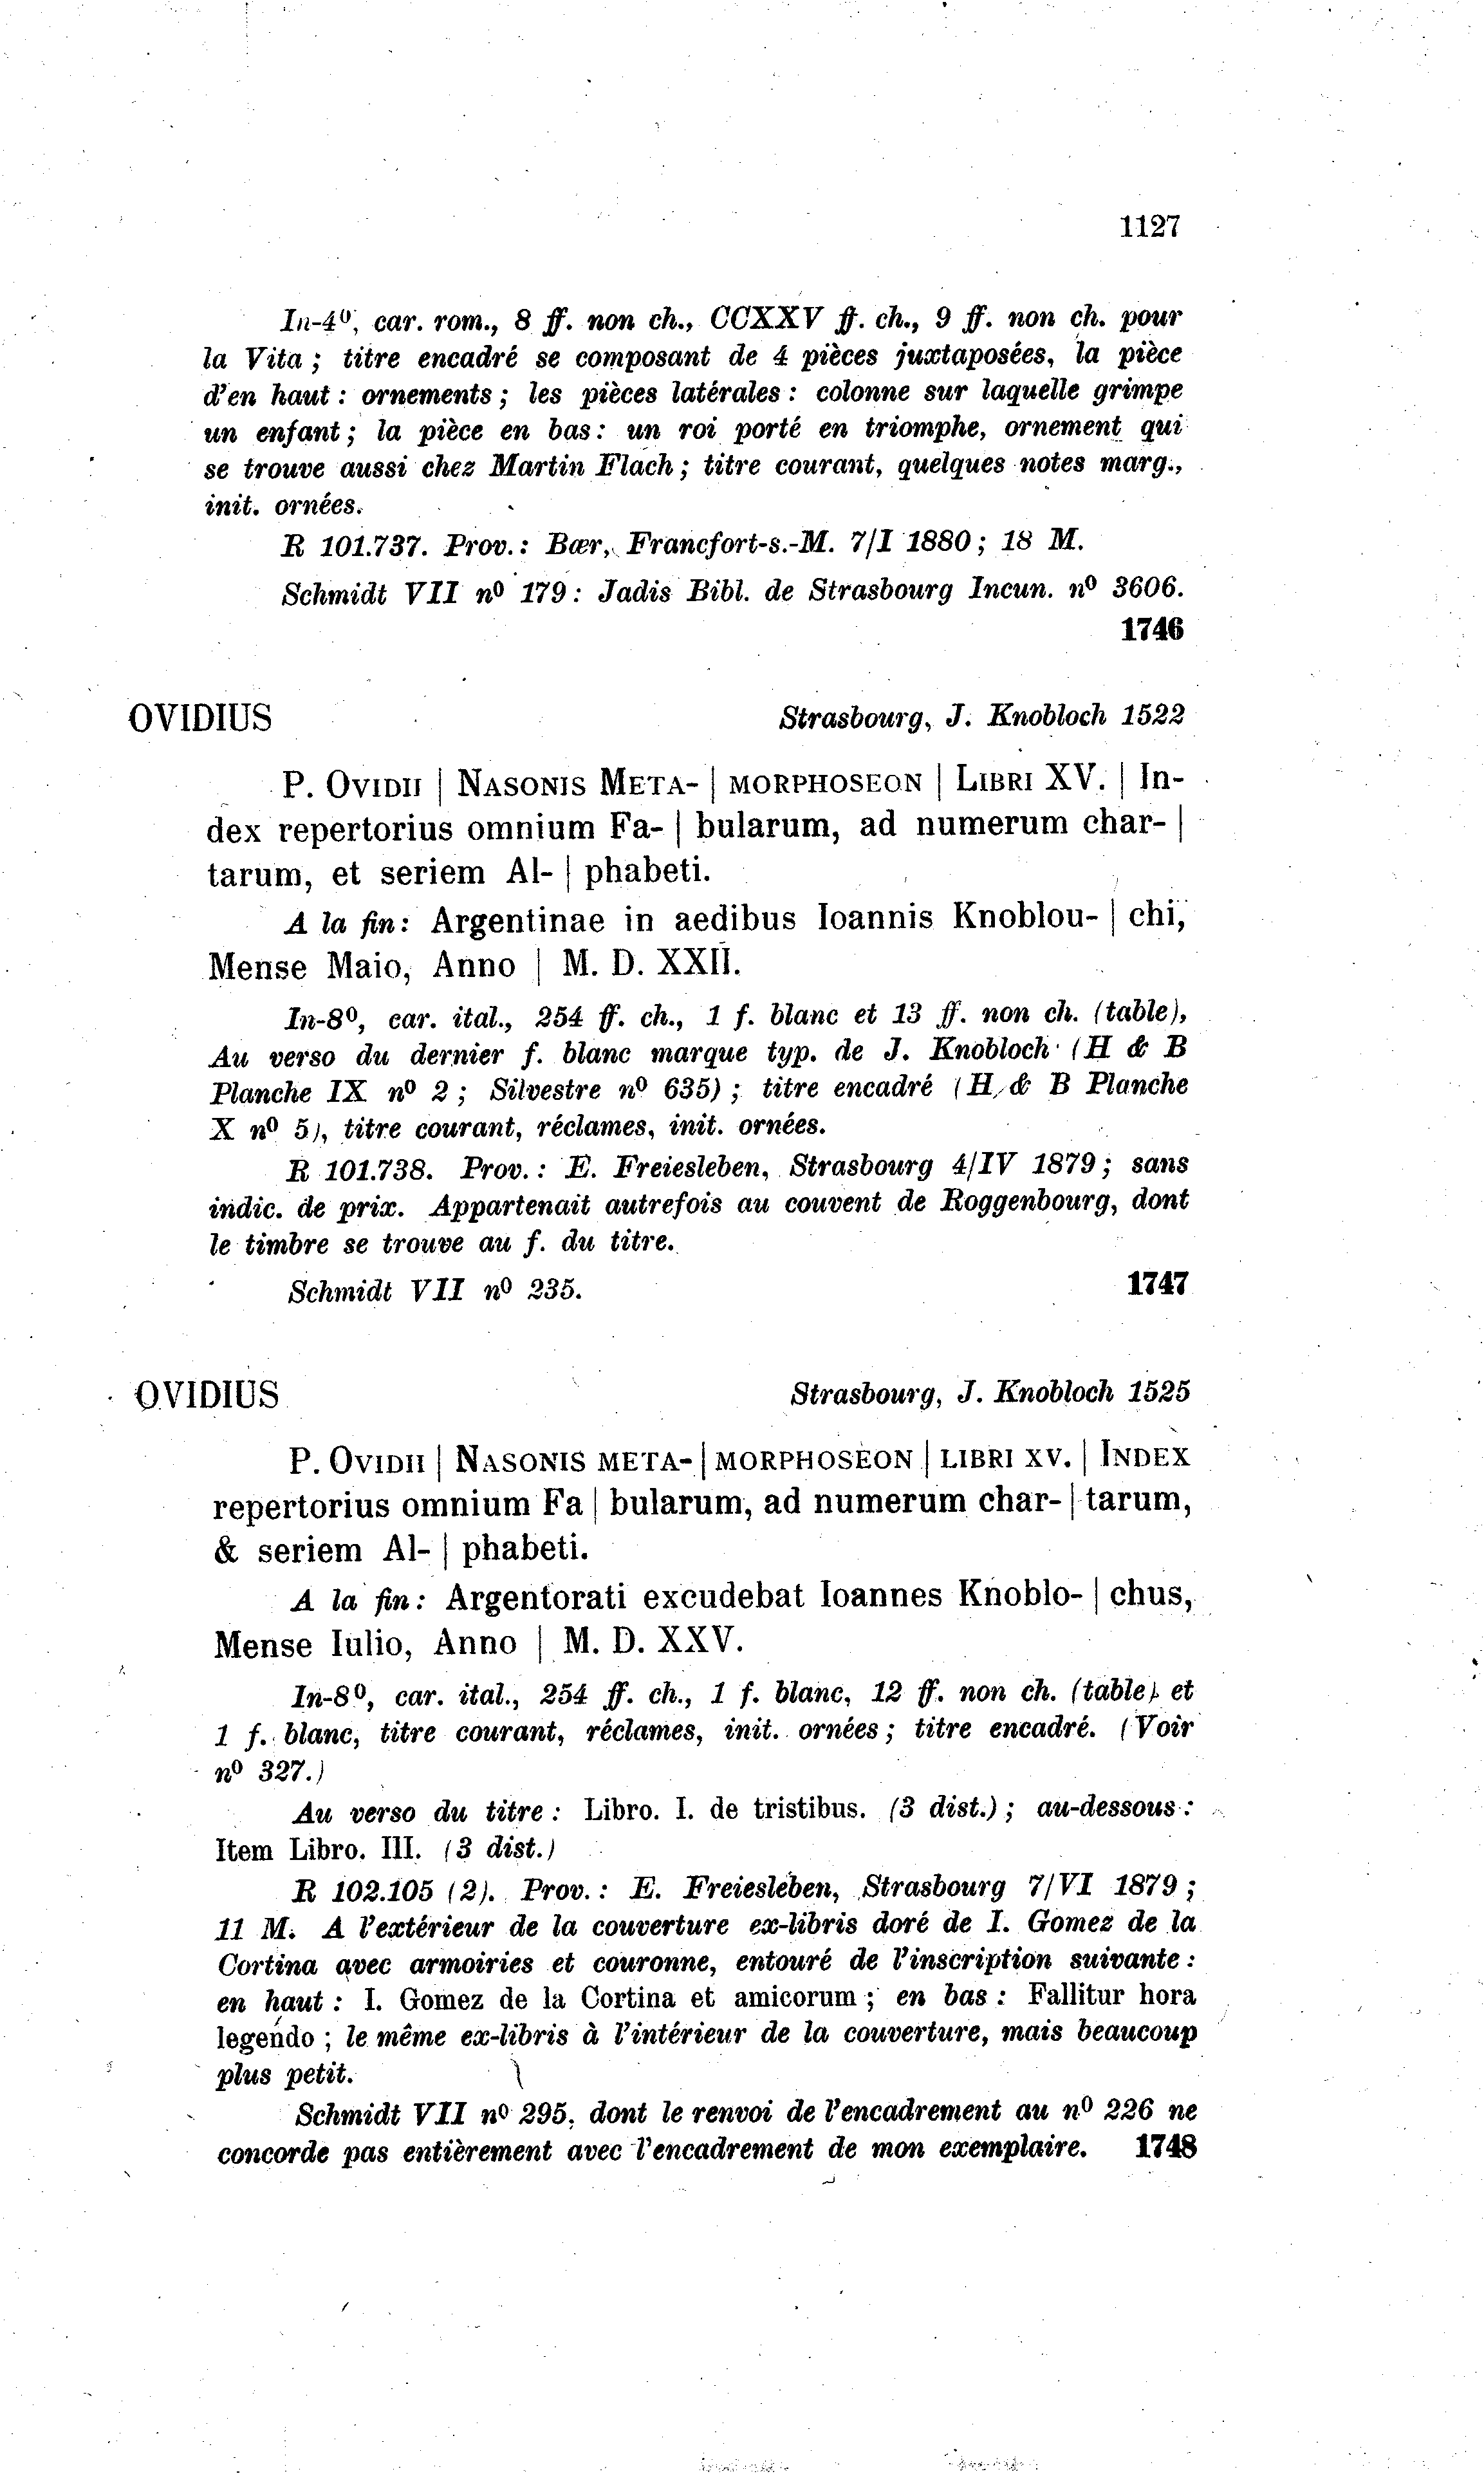 1127
In-4⁰, car. rom., 8 ff. non ch., CCXXV ff. ch., 9 ff. non ch. pour
la Vita ; titre encadré se composant de 4 pièces juxtaposées, la pièce
d'en haut : ornements ; les pièces latérales : colonne sur laquelle grimpe
un enfant ; la pièce en bas : un roi porté en triomphe, ornement qui
se trouve aussi chez Martin Flach ; titre courant, quelques notes marg.,
init. ornées.
R 101.737. Prov. : Bær, Francfort-s.-M. 7/I 1880 ; 18 M.
Schmidt VII n⁰ 179 : Jadis Bibl. de Strasbourg Incun. n⁰ 3606.
1746
OVIDIUS Strasbourg, J. Knobloch 1522
P. OVIDII | NASONIS META- | MORPHOSEON | LIBRI XV. | In-
dex repertorius omnium Fa- | bularum, ad numerum char- |
tarum, et seriem Al- | phabeti.
A la fin : Argentinae in aedibus Ioannis Knoblou- | chi,
Mense Maio, Anno | M. D. XXII.
In-8⁰, car. ital., 254 ff. ch., 1 f. blanc et 13 ff. non ch. (table),
Au verso du dernier f. blanc marque typ. de J. Knobloch (H & B
Planche IX n⁰ 2 ; Silvestre n⁰ 635) ; titre encadré (H & B Planche
X n⁰ 5), titre courant, réclames, init. ornées.
R 101.738. Prov. : E. Freiesleben, Strasbourg 4/IV 1879 ; sans
indic. de prix. Appartenait autrefois au couvent de Roggenbourg, dont
le timbre se trouve au f. du titre.
Schmidt VII n⁰ 235. 1747
OVIDIUS Strasbourg, J. Knobloch 1525
P. OVIDII | NASONIS META- | MORPHOSEON | LIBRI XV. | INDEX
repertorius omnium Fa | bularum, ad numerum char- | tarum,
& seriem Al- | phabeti.
A la fin : Argentorati excudebat Ioannes Knoblo- | chus,
Mense Iulio, Anno | M. D. XXV.
In-8⁰, car. ital., 254 ff. ch., 1 f. blanc, 12 ff. non ch. (table) et
1 f. blanc, titre courant, réclames, init. ornées ; titre encadré. (Voir
n⁰ 327.)
Au verso du titre : Libro. I. de tristibus. (3 dist.) ; au-dessous :
Item Libro. III. (3 dist.)
R 102.105 (2). Prov. : E. Freiesleben, Strasbourg 7/VI 1879 ;
11 M. A l'extérieur de la couverture ex-libris doré de I. Gomez de la
Cortina avec armoiries et couronne, entouré de l'inscription suivante :
en haut : I. Gomez de la Cortina et amicorum ; en bas : Fallitur hora
legendo ; le même ex-libris à l'intérieur de la couverture, mais beaucoup
plus petit.
Schmidt VII n⁰ 295, dont le renvoi de l'encadrement au n⁰ 226 ne
concorde pas entièrement avec l'encadrement de mon exemplaire. 1748